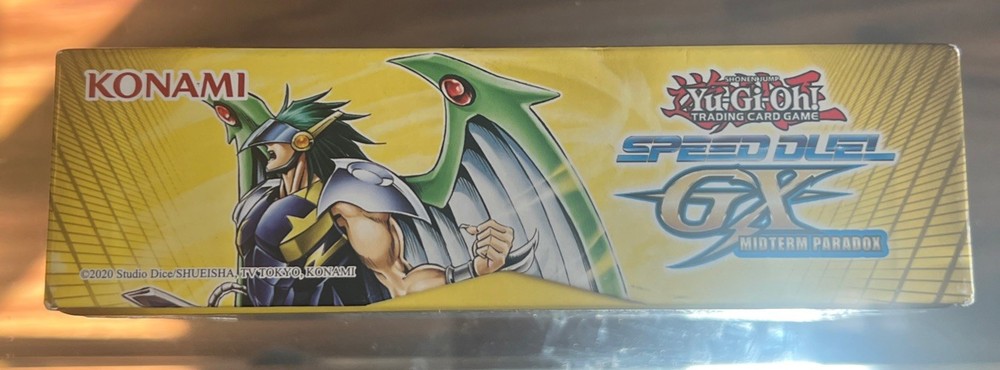 KONAMI
SHONEN JUMP
Yu-Gi-Oh!
TRADING CARD GAME
SPEED DUEL
GX
MIDTERM PARADOX
©2020 Studio Dice/SHUEISHA, TV TOKYO, KONAMI